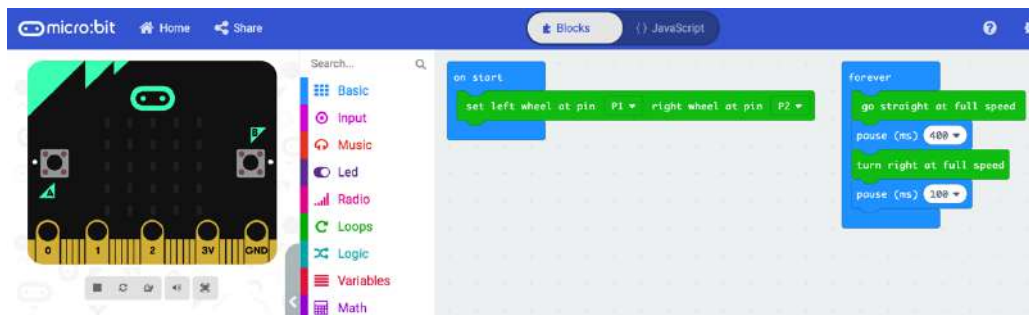 micro:bit
Home
Share
Blocks
{} JavaScript
?
Search...
Basic
Input
Music
Led
Radio
Loops
Logic
Variables
Math
A
B
0 1 2 3V GND
on start
set left wheel at pin P1 right wheel at pin P2
forever
go straight at full speed
pause (ms) 400
turn right at full speed
pause (ms) 100